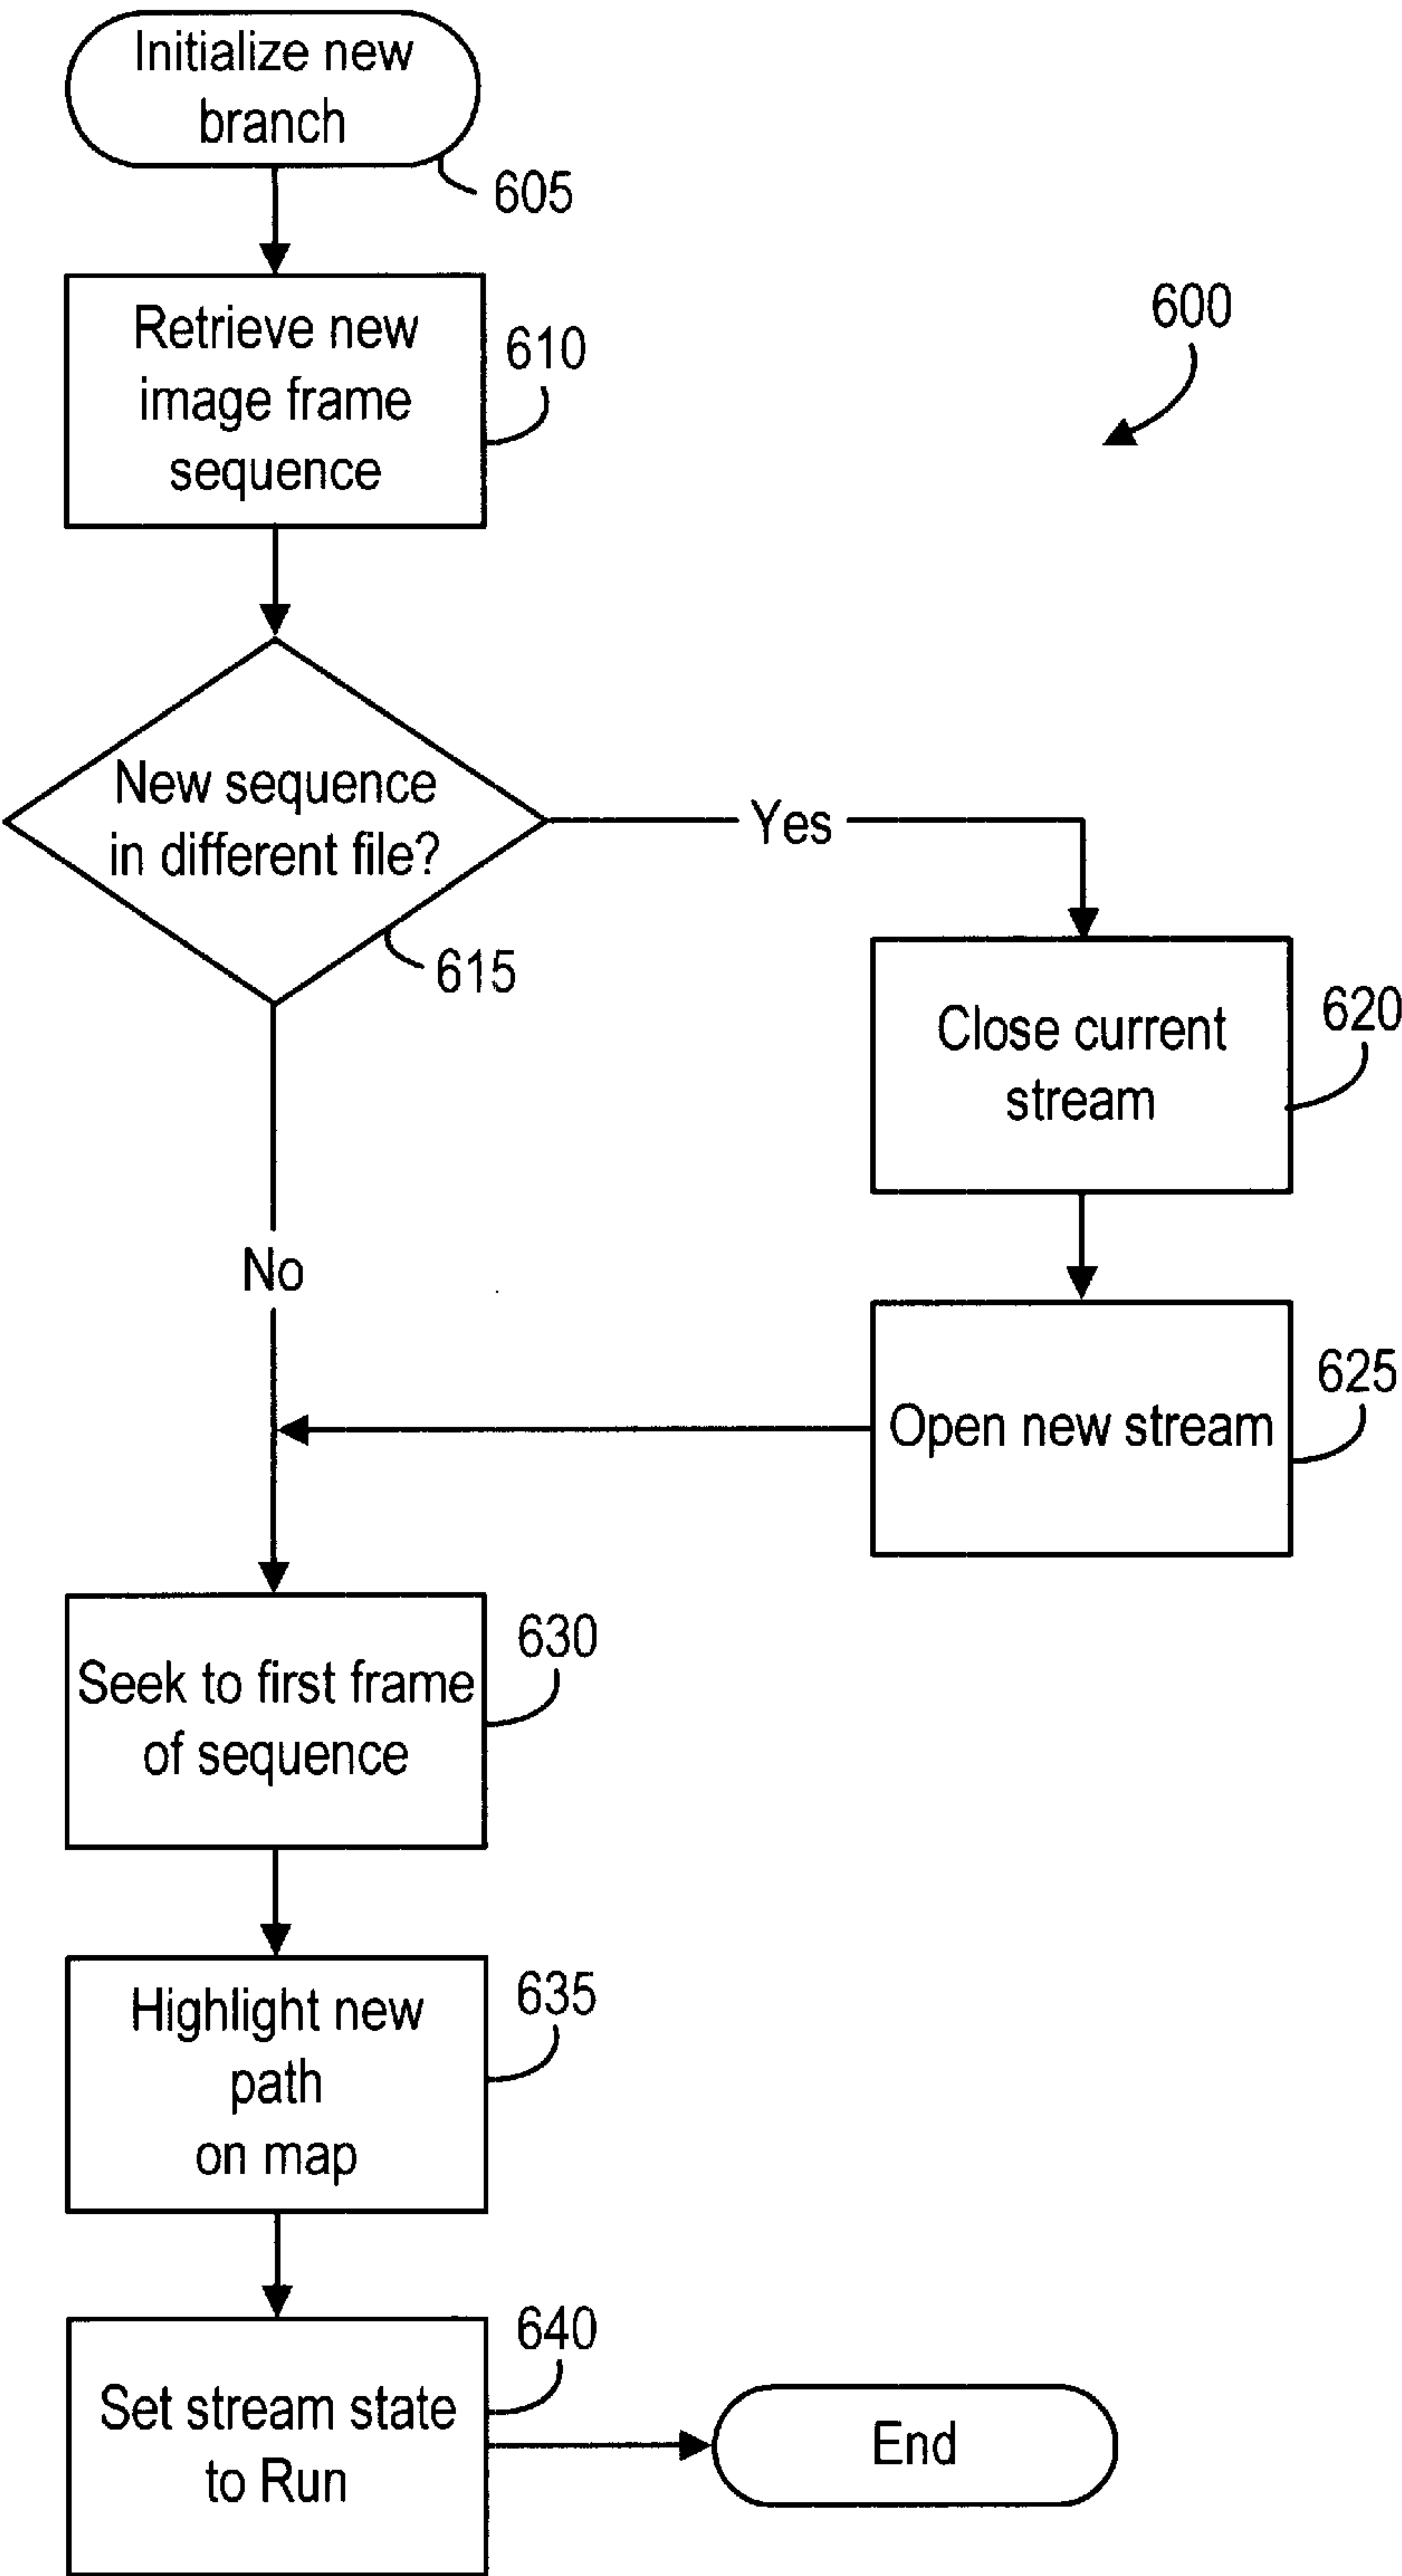 Initialize new
branch
605
Retrieve new
image frame
sequence
610
600
New sequence
in different file?
615
Yes
Close current
stream
620
No
Open new stream
625
Seek to first frame
of sequence
630
Highlight new
path
on map
635
Set stream state
to Run
640
End